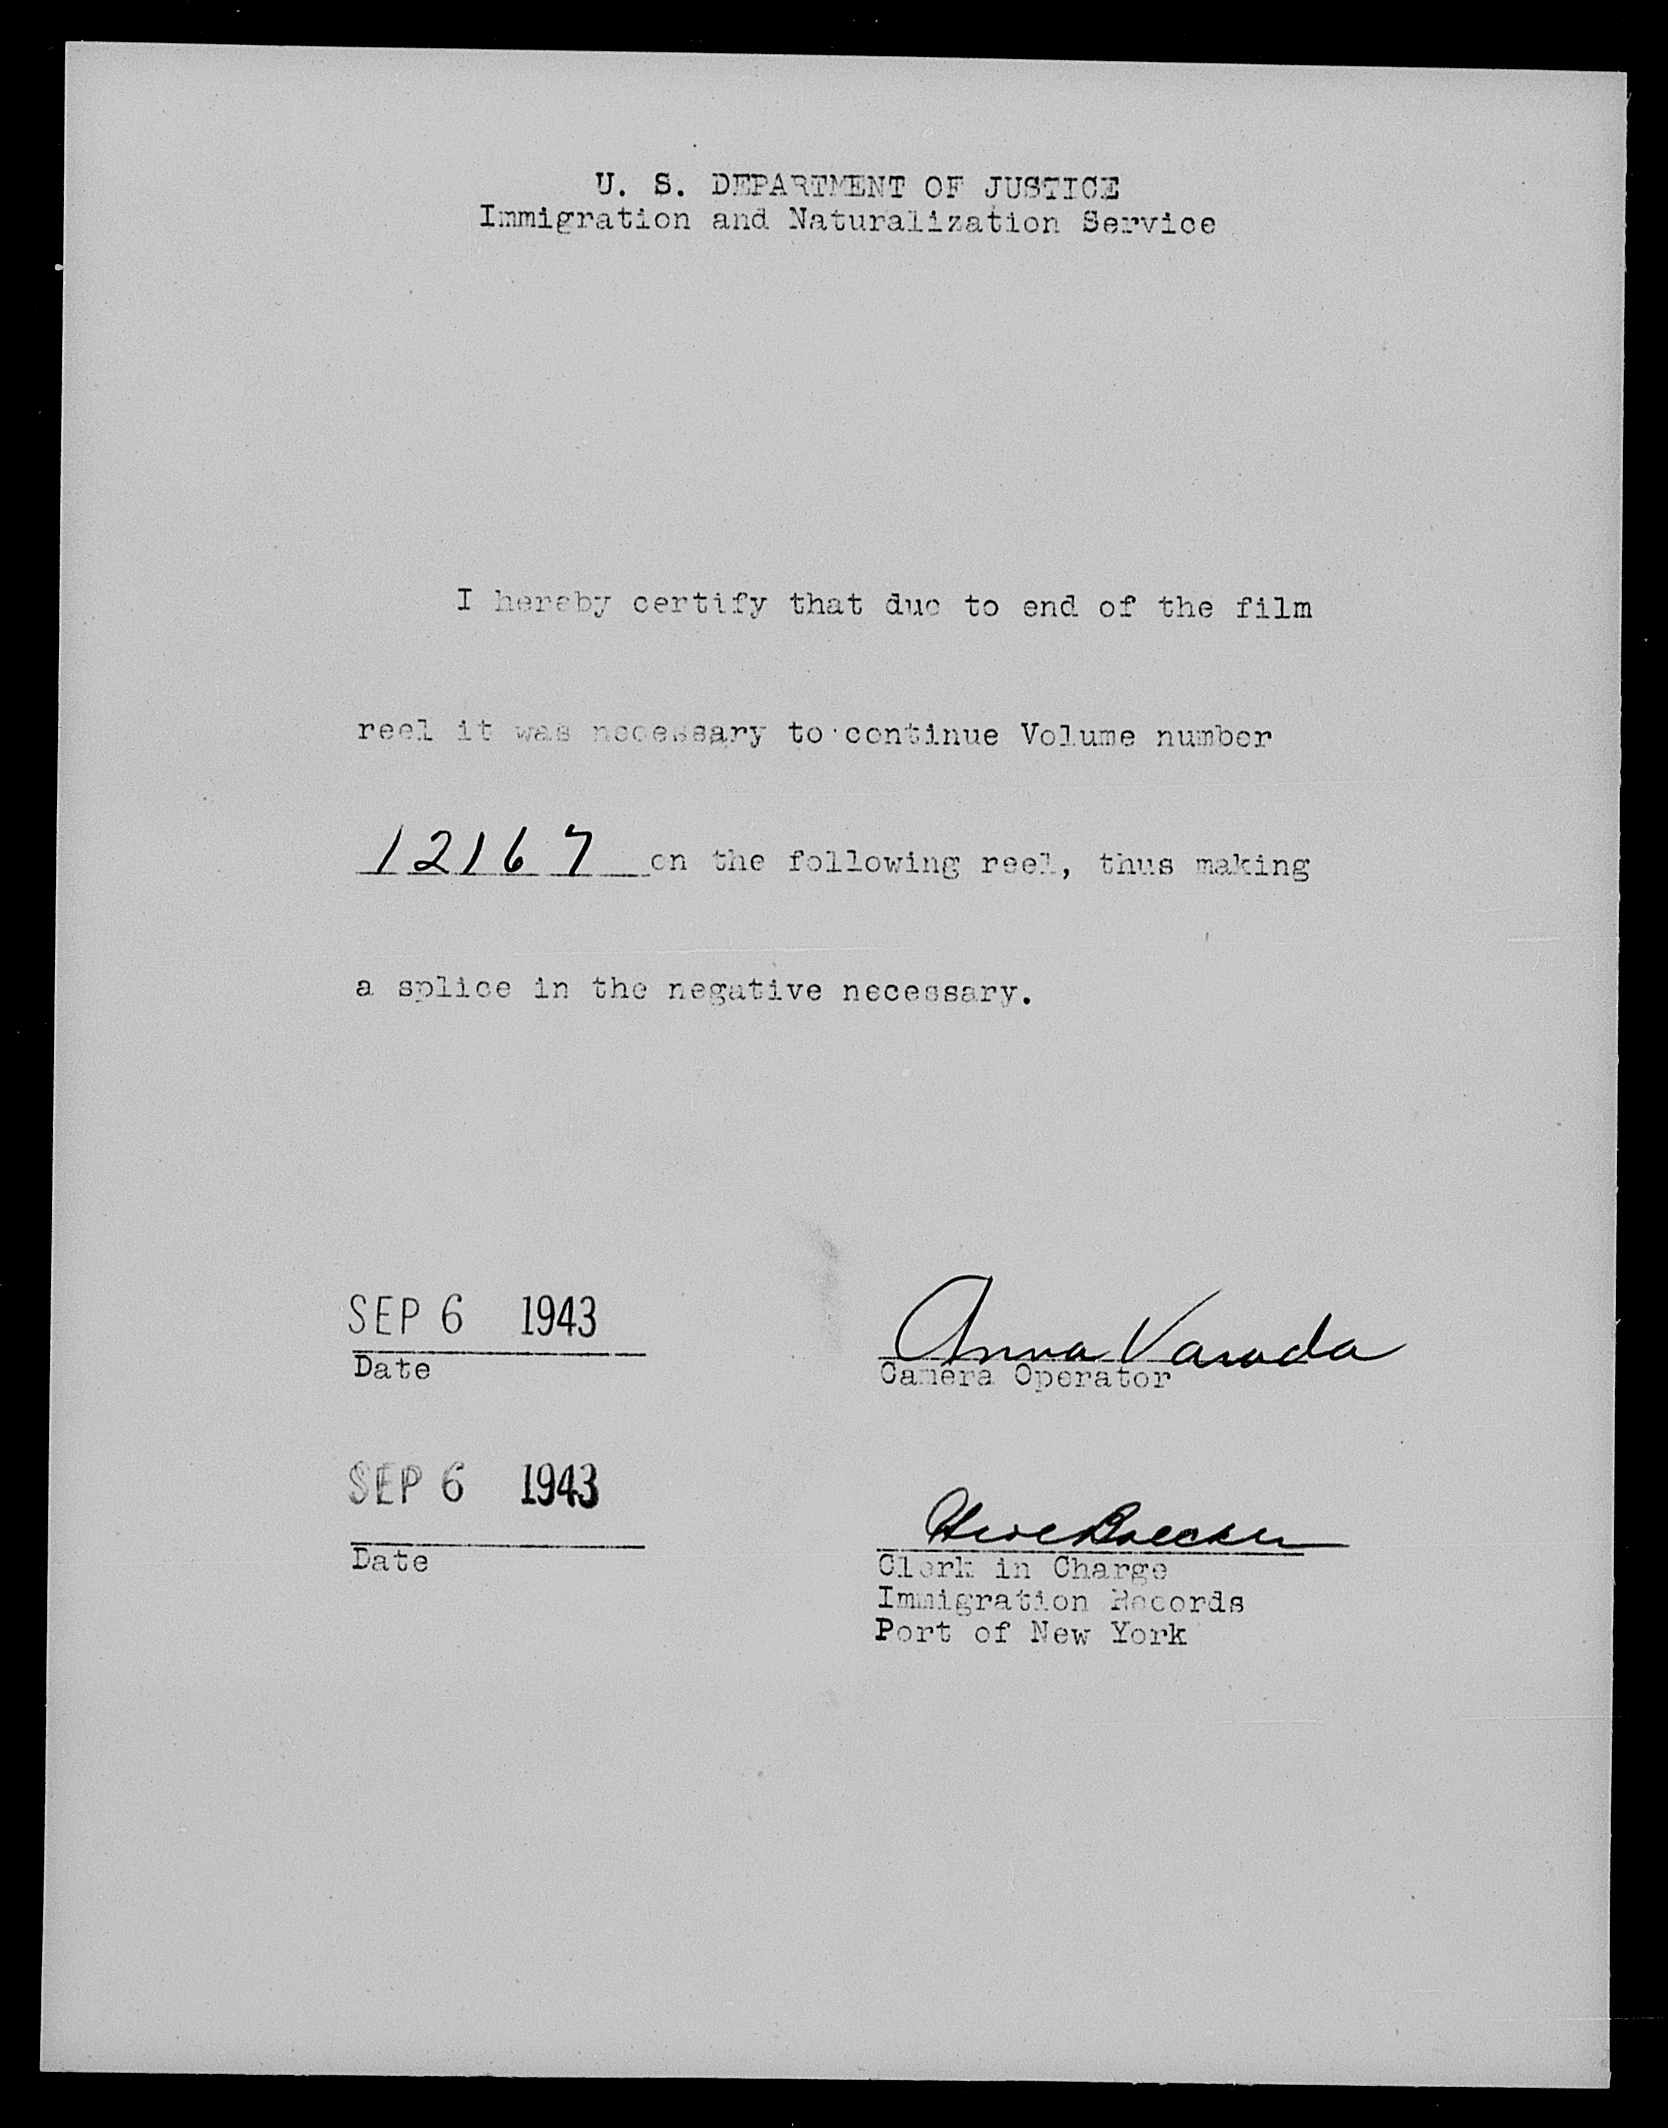 U. S. DEPARTMENT OF JUSTICE
Immigration and Naturalization Service
I hereby certify that due to end of the film
reel it was necessary to continue Volume number
12167 on the following reel, thus making
a splice in the negative necessary.
SEP 6 1943
Date
Anna Varada
Camera Operator
SEP 6 1943
Date
Clerk in Charge
Immigration Records
Port of New York